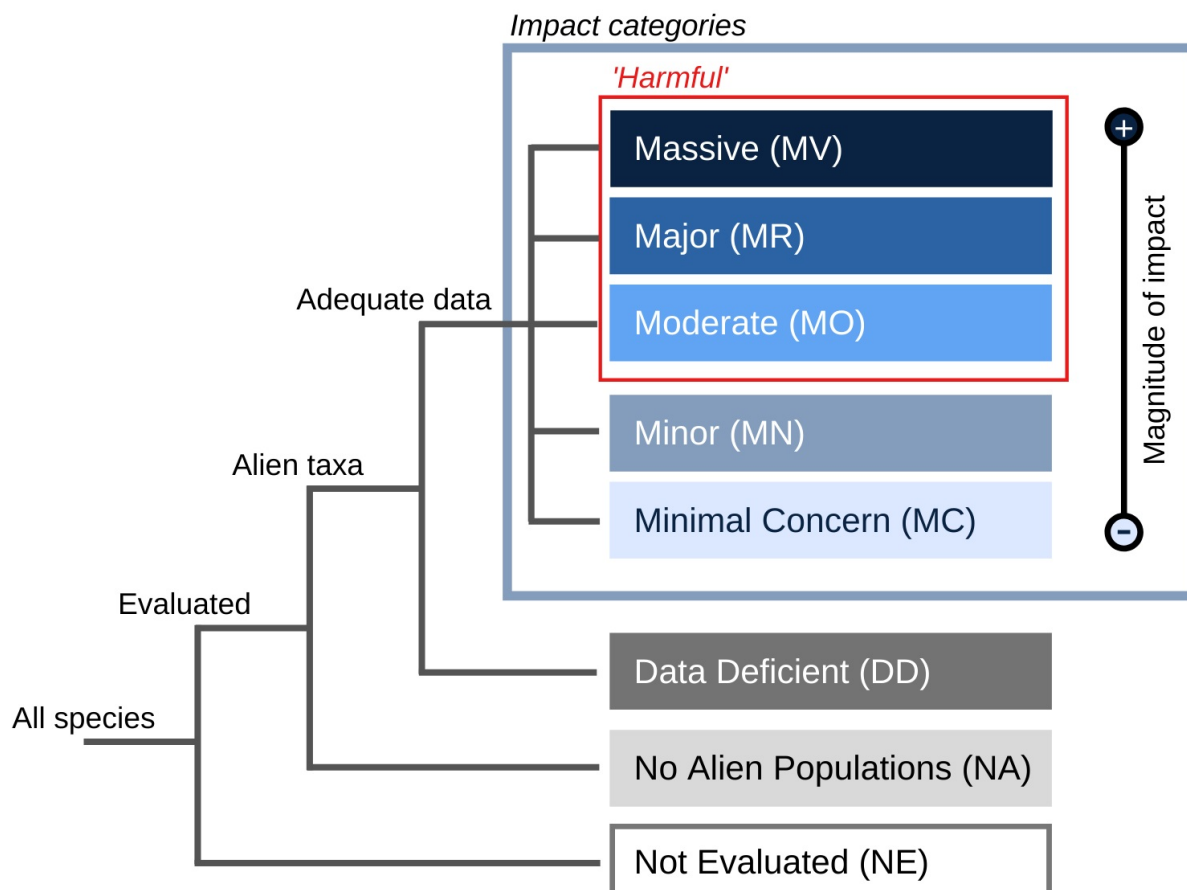 Impact categories
'Harmful'
Massive (MV)
+
Major (MR)
Adequate data
Moderate (MO)
Magnitude of impact
Minor (MN)
Alien taxa
Minimal Concern (MC)
-
Evaluated
Data Deficient (DD)
All species
No Alien Populations (NA)
Not Evaluated (NE)